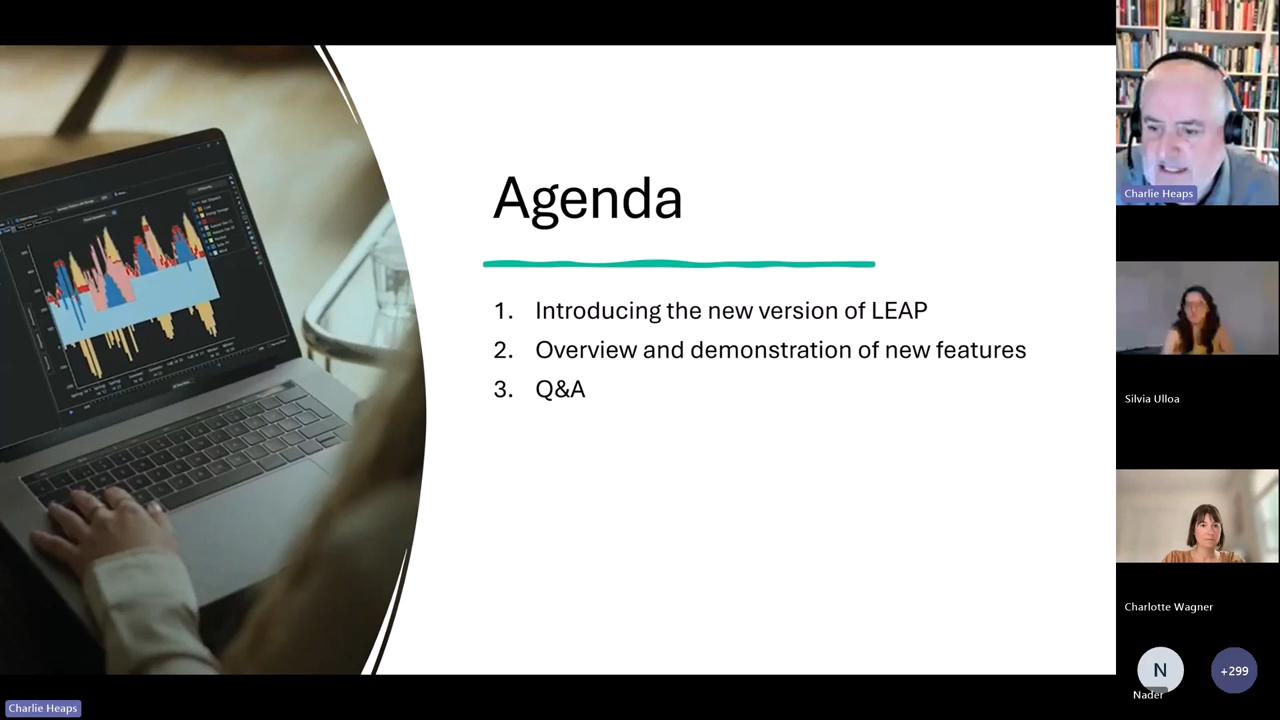 Agenda
1. Introducing the new version of LEAP
2. Overview and demonstration of new features
3. Q&A
Charlie Heaps
Silvia Ulloa
Charlotte Wagner
N
Nader
+299
Charlie Heaps